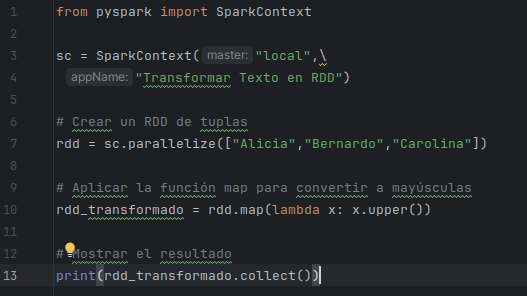 1 from pyspark import SparkContext
2
3 sc = SparkContext( master: "local",\
4 appName: "Transformar Texto en RDD")
5
6 # Crear un RDD de tuplas
7 rdd = sc.parallelize(["Alicia","Bernardo","Carolina"])
8
9 # Aplicar la función map para convertir a mayúsculas
10 rdd_transformado = rdd.map(lambda x: x.upper())
11
12 # Mostrar el resultado
13 print(rdd_transformado.collect())